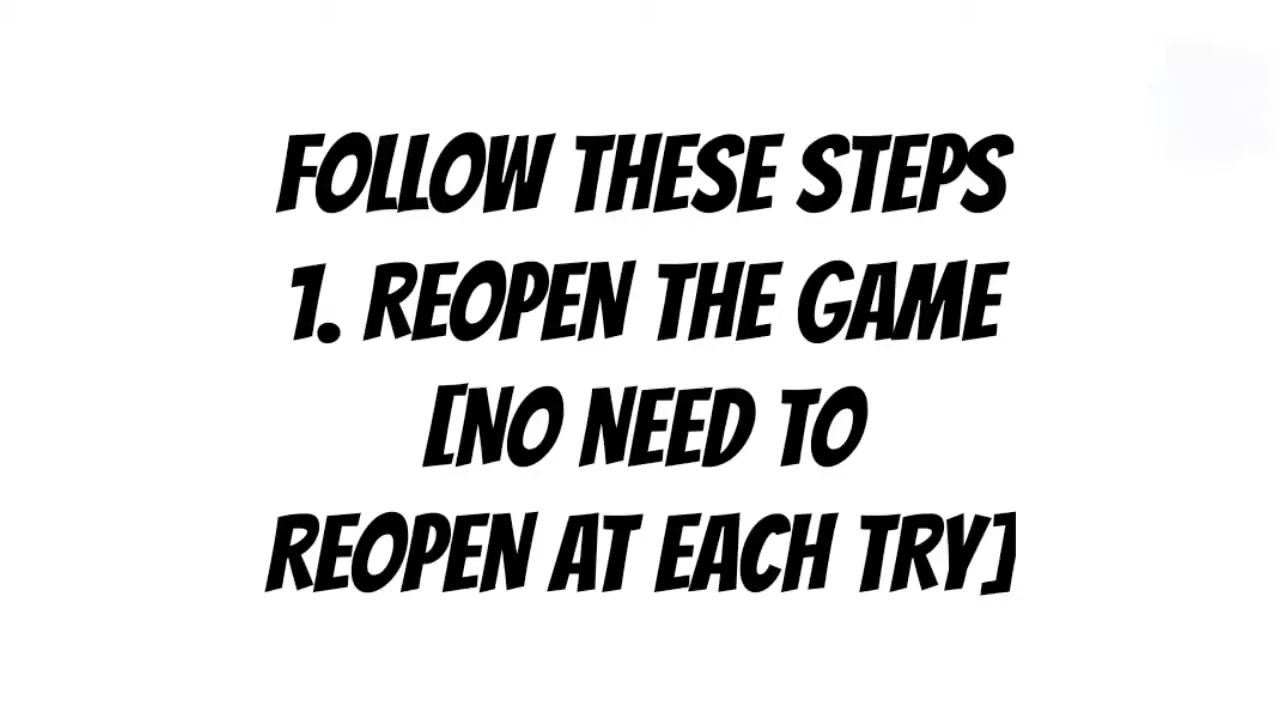 FOLLOW THESE STEPS
1. REOPEN THE GAME
[NO NEED TO
REOPEN AT EACH TRY]